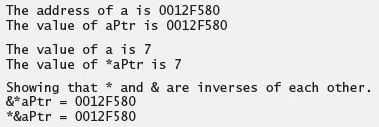 The address of a is 0012F580
The value of aPtr is 0012F580
The value of a is 7
The value of *aPtr is 7
Showing that * and & are inverses of each other.
&*aPtr = 0012F580
*&aPtr = 0012F580